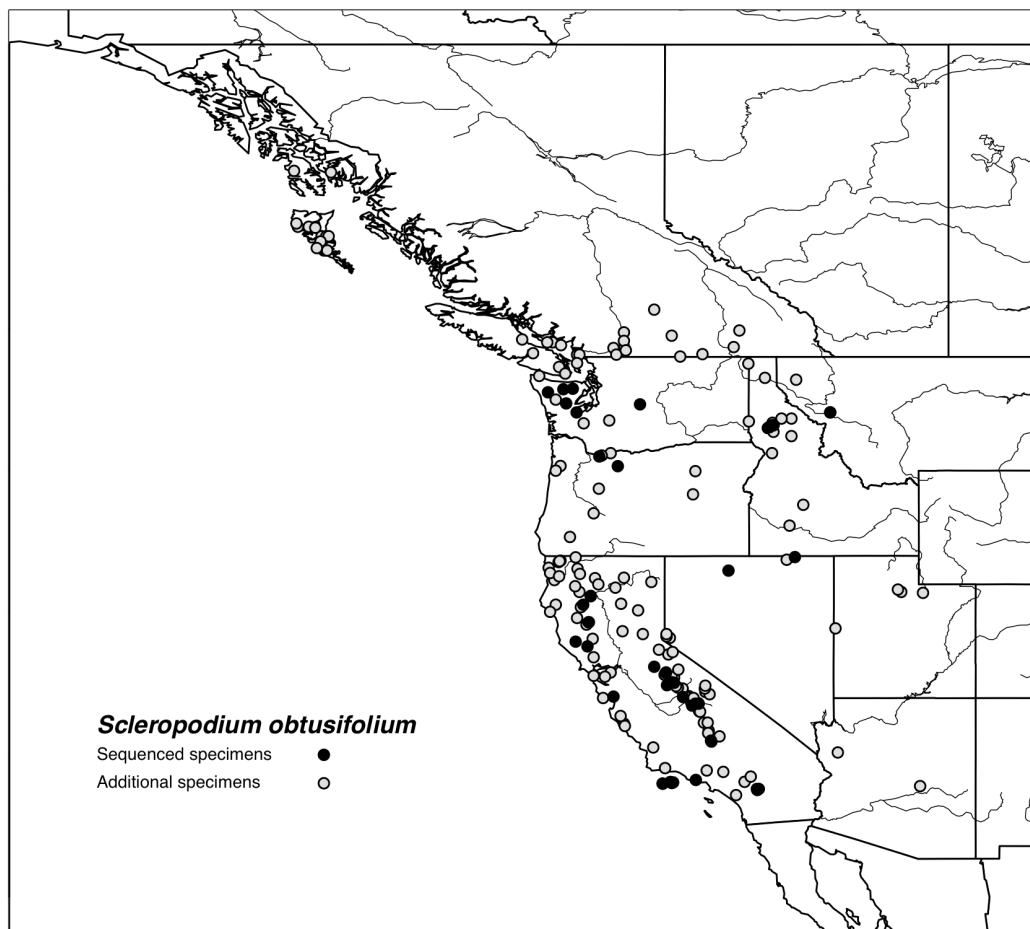 Scleropodium obtusifolium
Sequenced specimens
Additional specimens